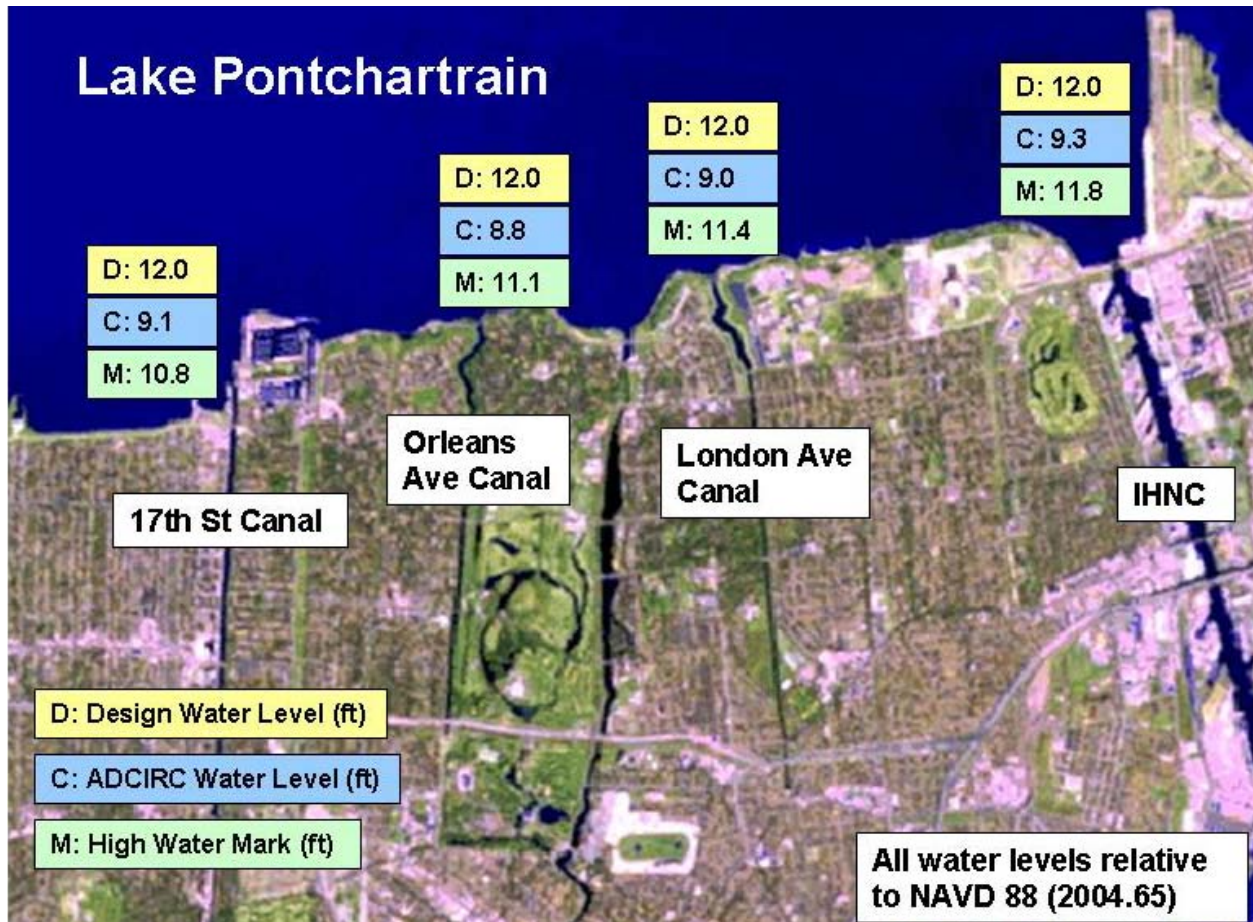 Lake Pontchartrain
D: 12.0
C: 9.1
M: 10.8
D: 12.0
C: 8.8
M: 11.1
D: 12.0
C: 9.0
M: 11.4
D: 12.0
C: 9.3
M: 11.8
17th St Canal
Orleans
Ave Canal
London Ave
Canal
IHNC
D: Design Water Level (ft)
C: ADCIRC Water Level (ft)
M: High Water Mark (ft)
All water levels relative
to NAVD 88 (2004.65)